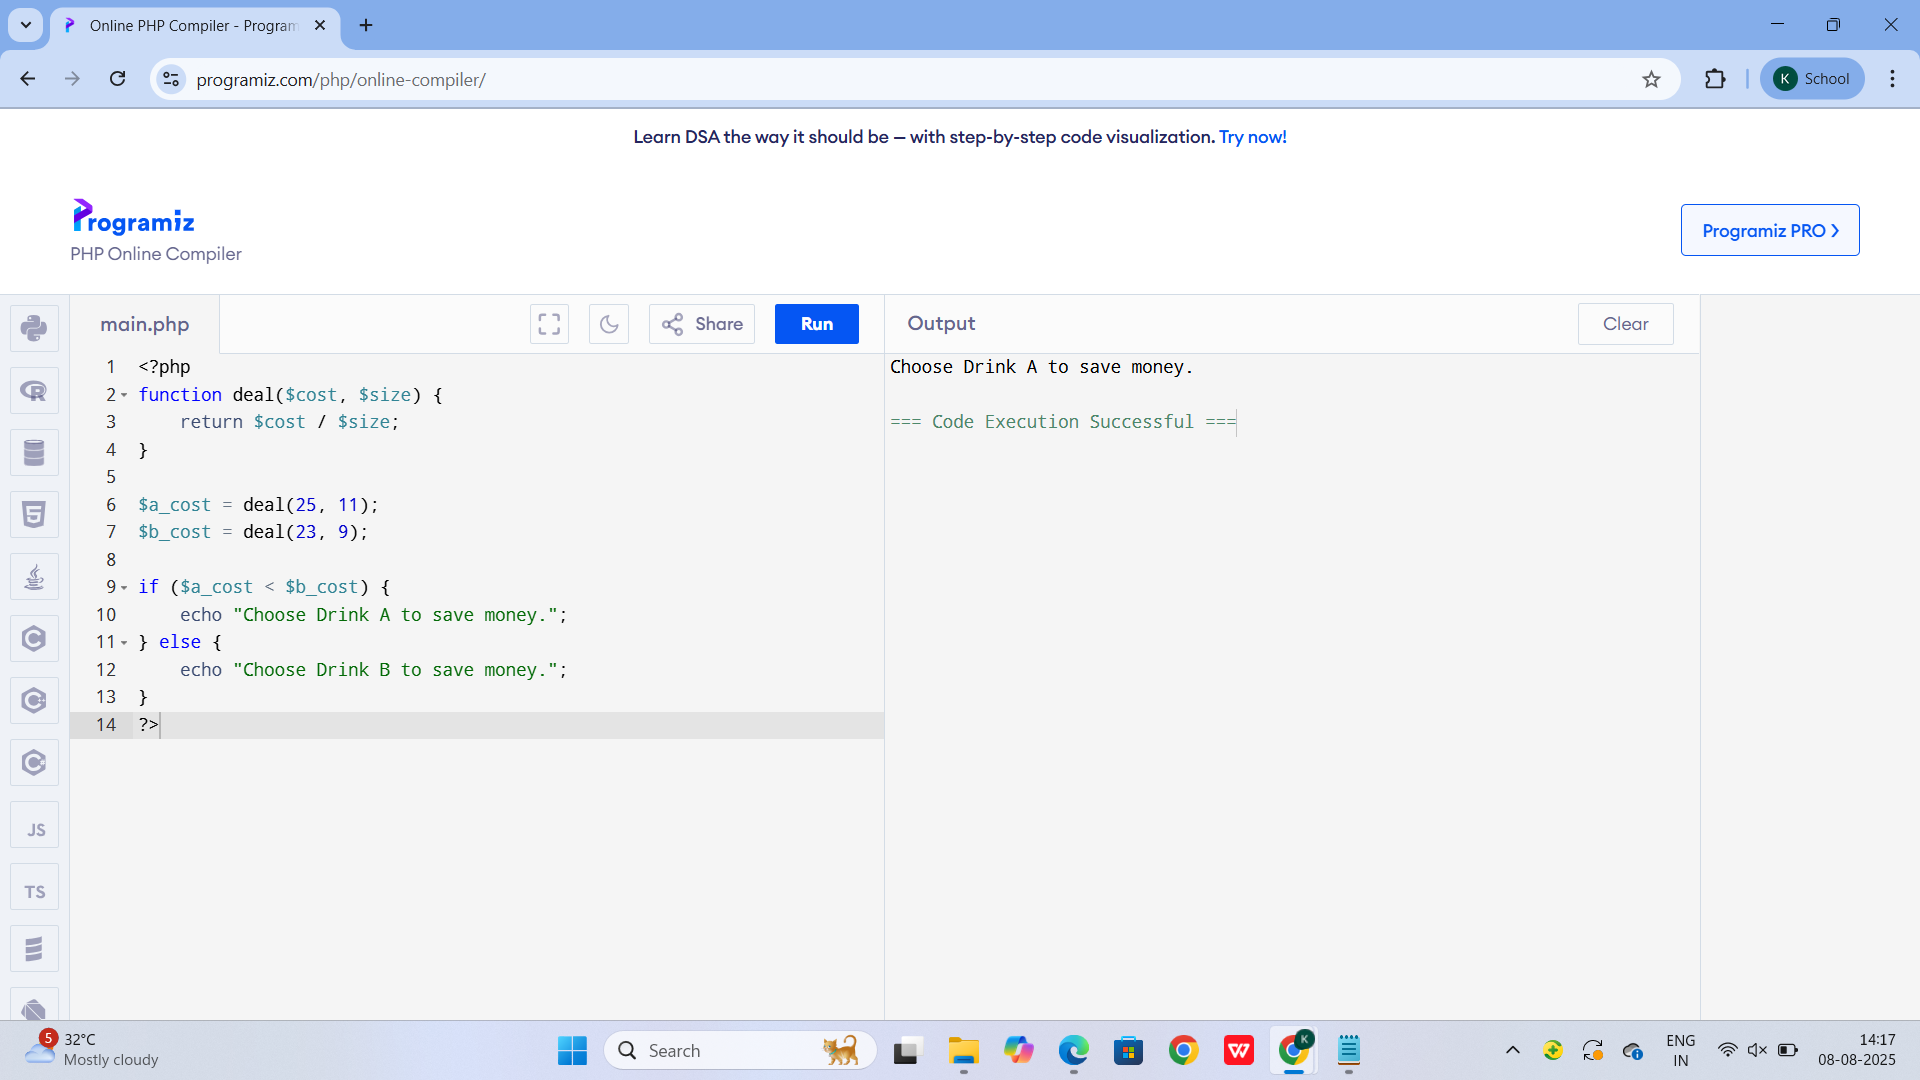 Online PHP Compiler - Program
programiz.com/php/online-compiler/
K School
Learn DSA the way it should be — with step-by-step code visualization. Try now!
Programiz
PHP Online Compiler
Programiz PRO
main.php
Share
Run
Output
Clear
1 <?php
2 function deal($cost, $size) {
3     return $cost / $size;
4 }
5
6 $a_cost = deal(25, 11);
7 $b_cost = deal(23, 9);
8
9 if ($a_cost < $b_cost) {
10     echo "Choose Drink A to save money.";
11 } else {
12     echo "Choose Drink B to save money.";
13 }
14 ?>
Choose Drink A to save money.
=== Code Execution Successful ===
JS
TS
5
32°C
Mostly cloudy
Search
K
ENG
IN
14:17
08-08-2025